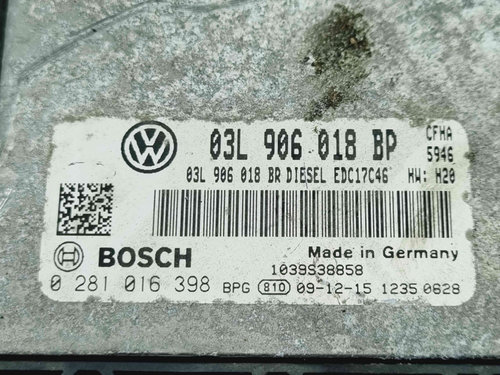 03L 906 018 BP CFHA
5946
03L 906 018 BR DIESEL EDC17C46 HW: H20
BOSCH Made in Germany
1039S38858
0 281 016 398 BPG 810 09-12-15 1235 0628